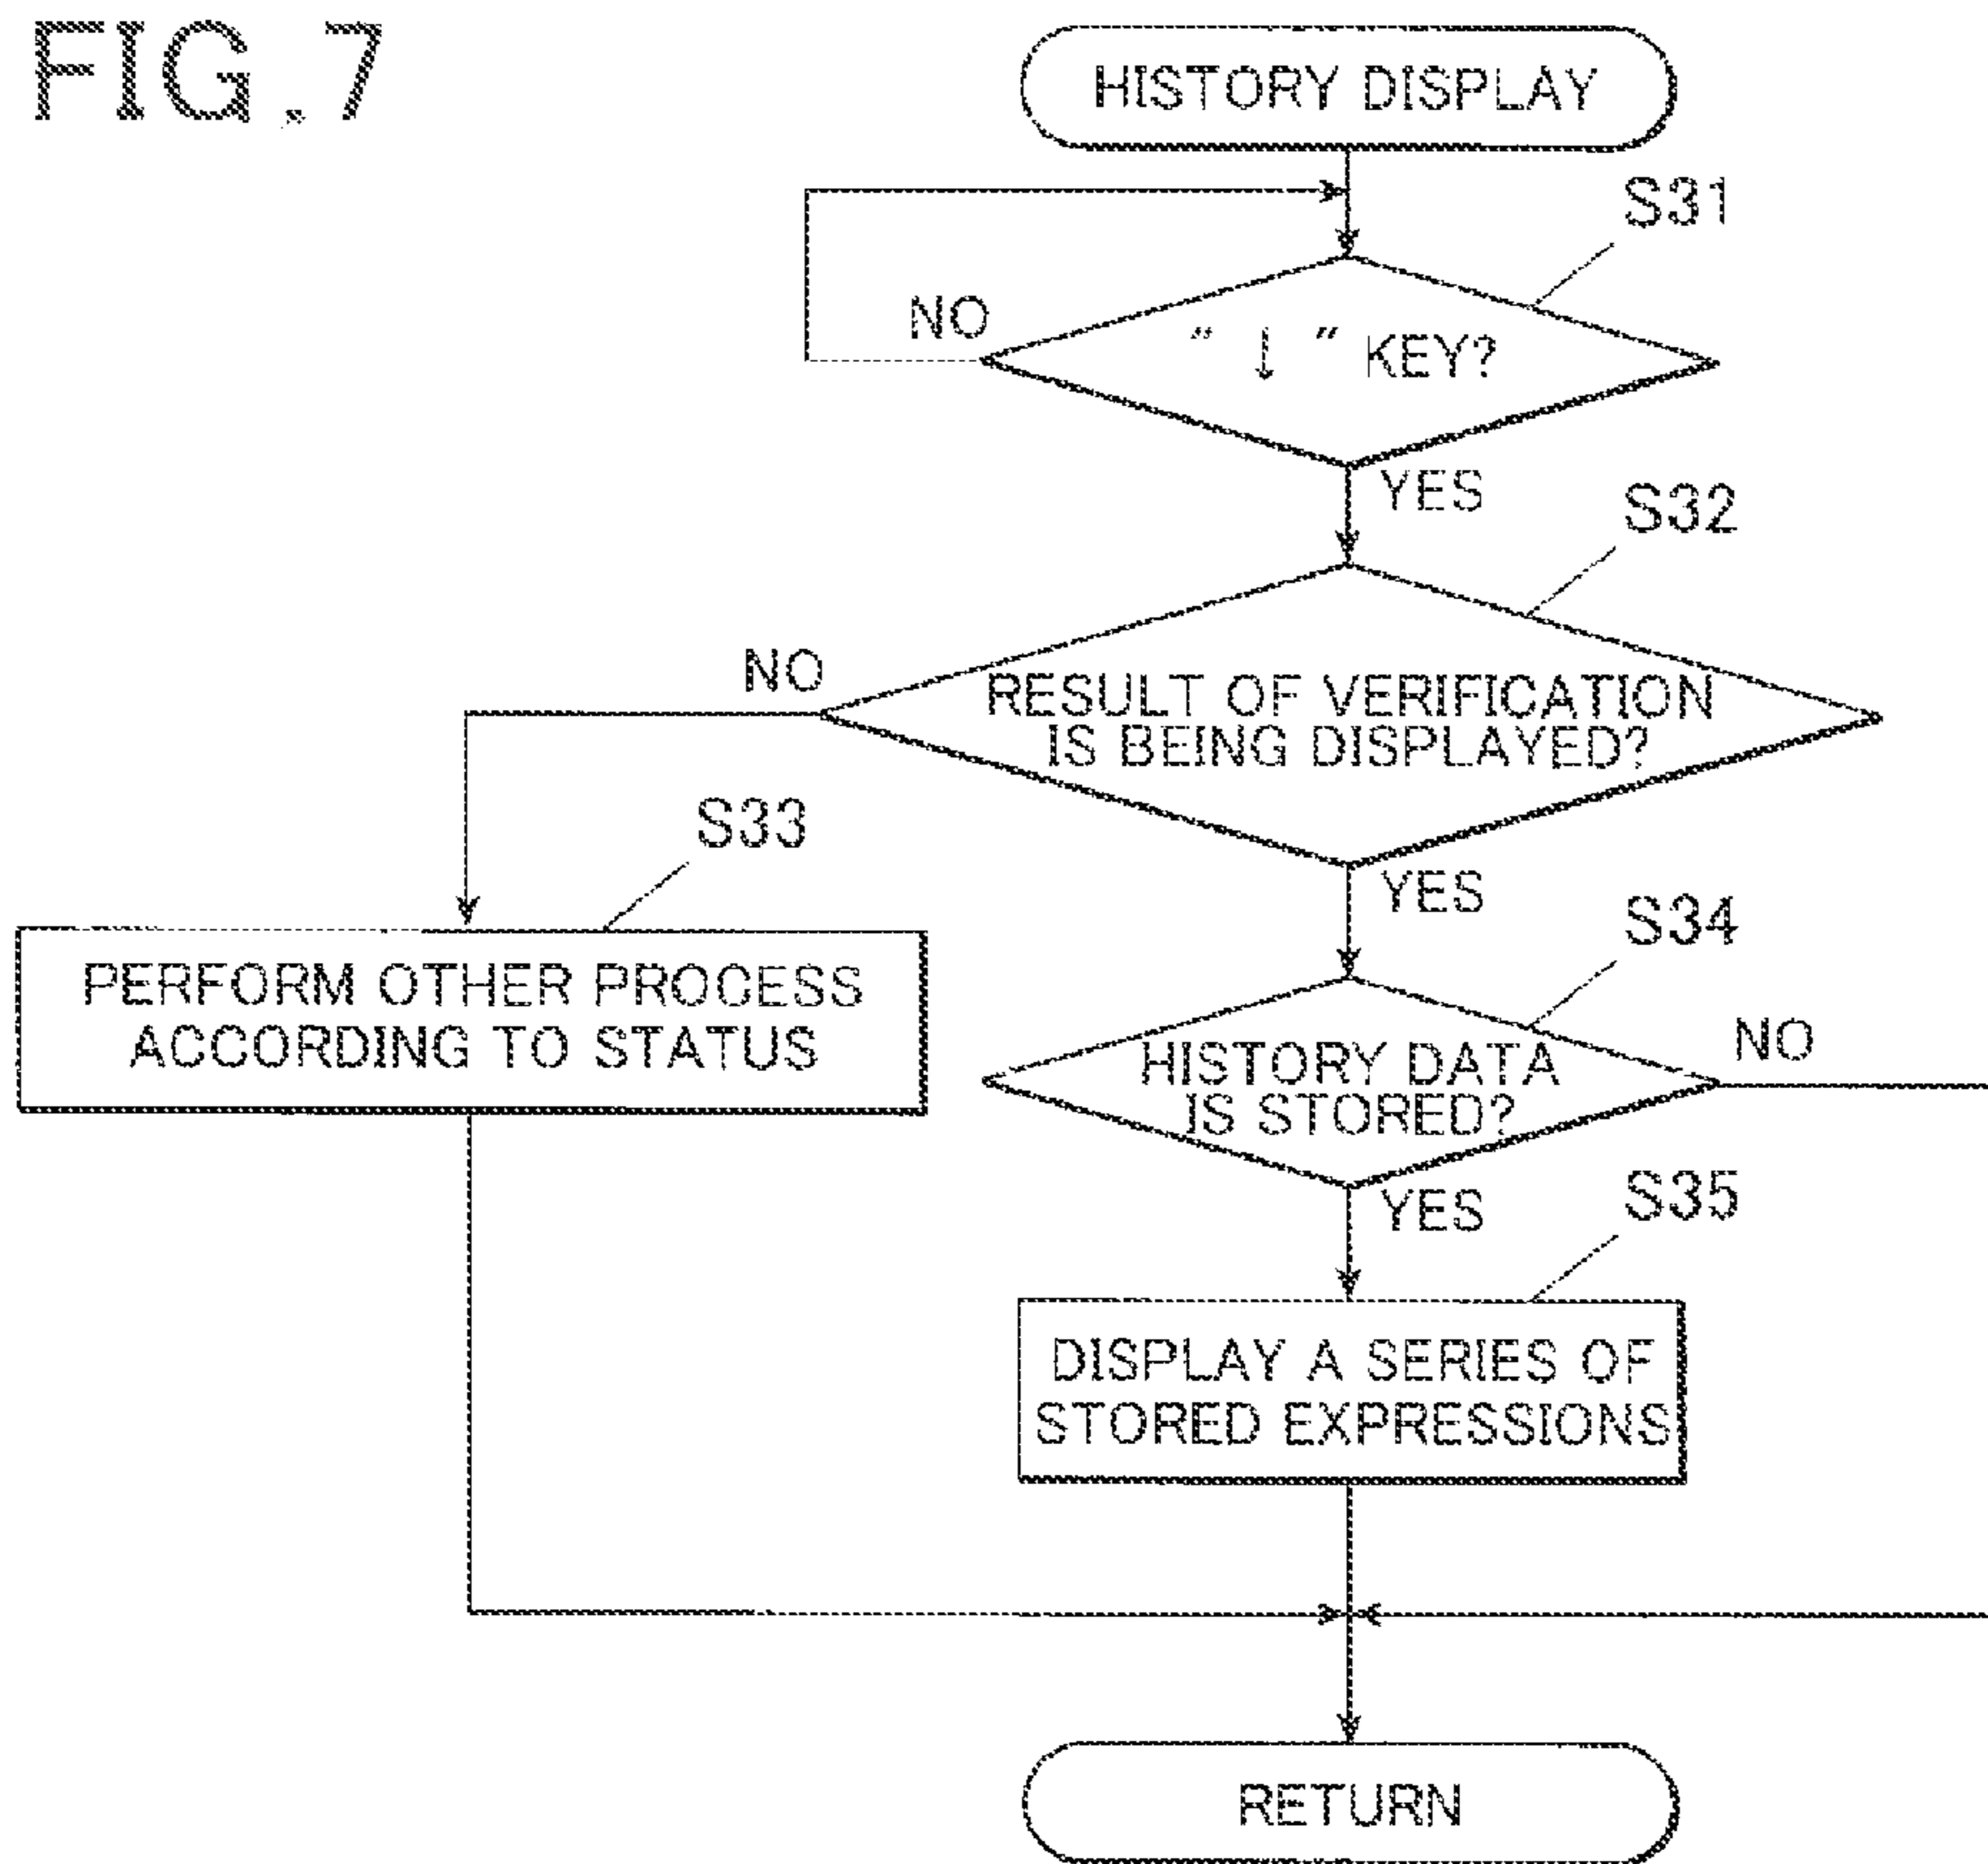 FIG.7
HISTORY DISPLAY
S31
NO
"↓" KEY?
YES
S32
NO
RESULT OF VERIFICATION
IS BEING DISPLAYED?
S33
YES
S34
PERFORM OTHER PROCESS
ACCORDING TO STATUS
NO
HISTORY DATA
IS STORED?
YES
S35
DISPLAY A SERIES OF
STORED EXPRESSIONS
RETURN